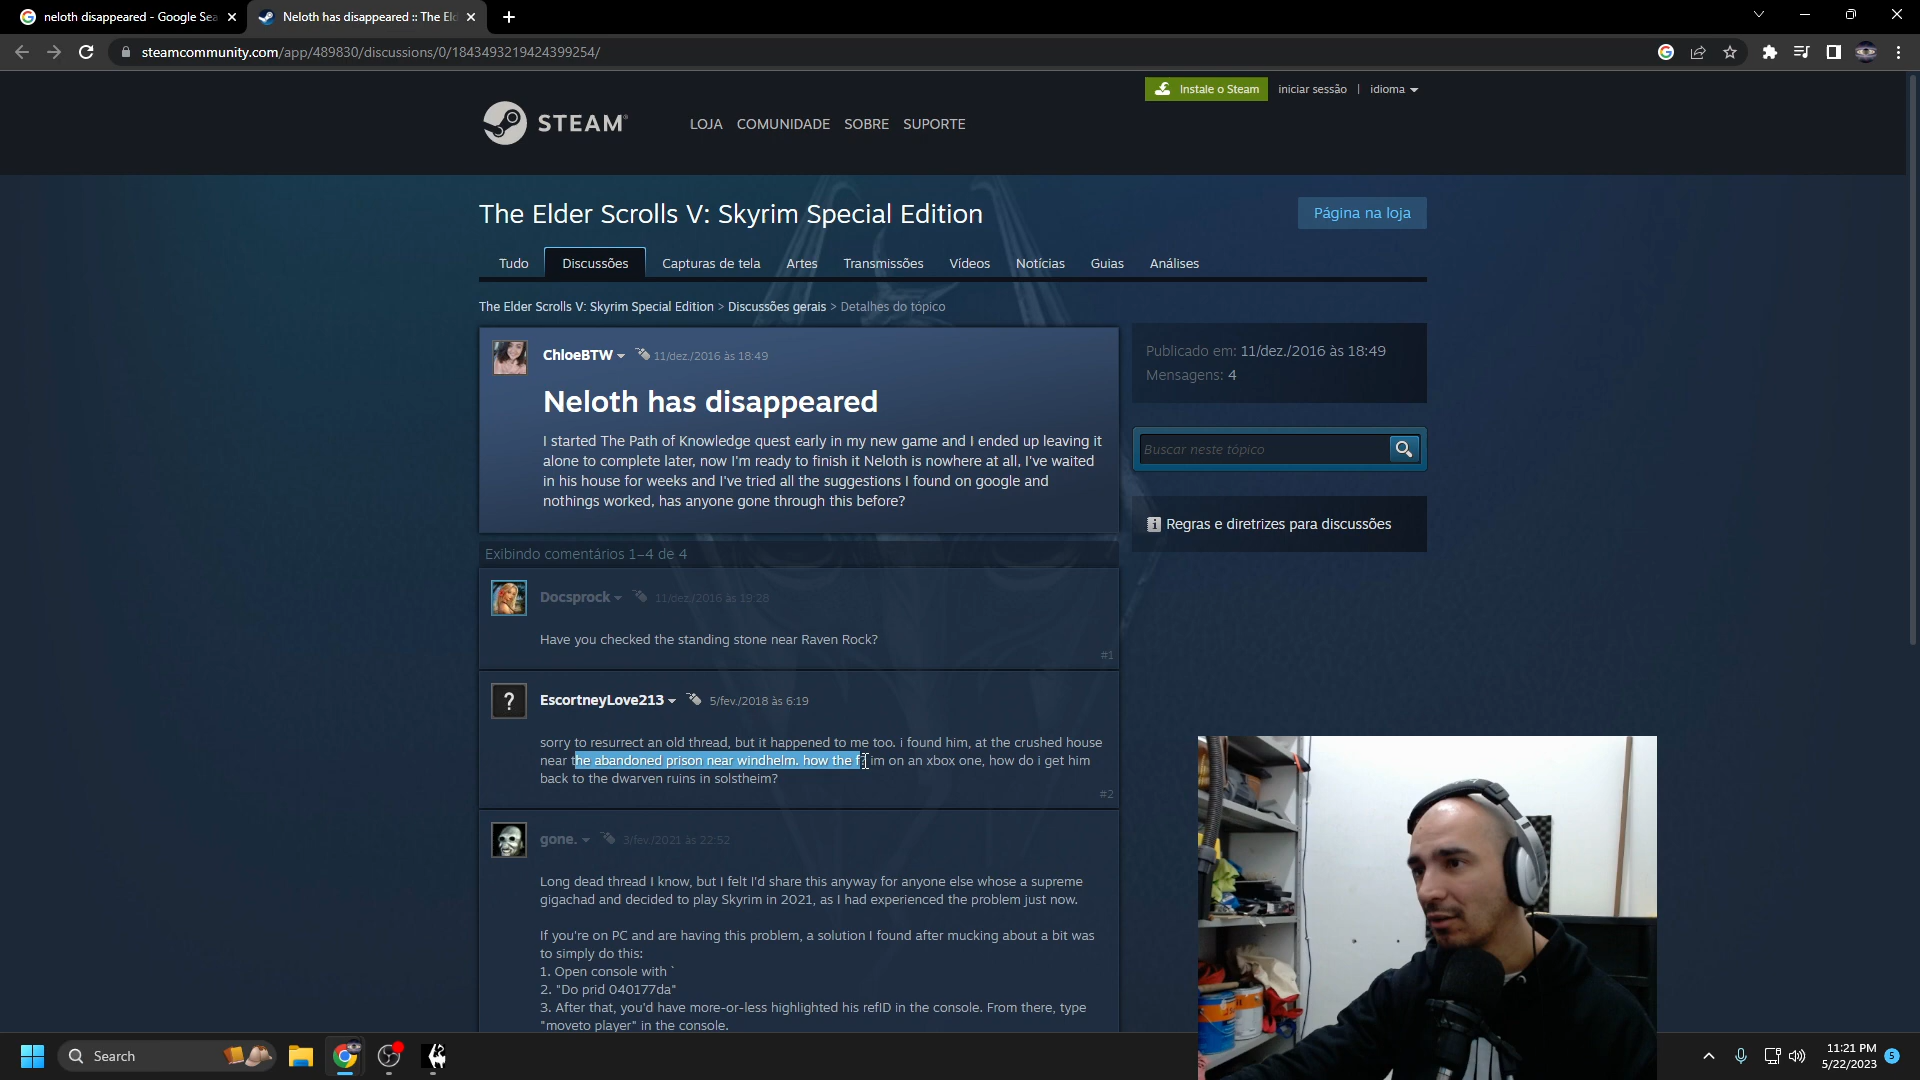 neloth disappeared - Google Sea
Neloth has disappeared :: The Eld
steamcommunity.com/app/489830/discussions/0/1843493219424399254/
Instale o Steam
iniciar sessão | idioma
STEAM®
LOJA COMUNIDADE SOBRE SUPORTE
The Elder Scrolls V: Skyrim Special Edition
Página na loja
Tudo Discussões Capturas de tela Artes Transmissões Vídeos Notícias Guias Análises
The Elder Scrolls V: Skyrim Special Edition > Discussões gerais > Detalhes do tópico
ChloeBTW 11/dez./2016 às 18:49
Neloth has disappeared
I started The Path of Knowledge quest early in my new game and I ended up leaving it
alone to complete later, now I'm ready to finish it Neloth is nowhere at all, I've waited
in his house for weeks and I've tried all the suggestions I found on google and
nothings worked, has anyone gone through this before?
Publicado em: 11/dez./2016 às 18:49
Mensagens: 4
Buscar neste tópico
Regras e diretrizes para discussões
Exibindo comentários 1–4 de 4
Docsprock 11/dez./2016 às 19:28
Have you checked the standing stone near Raven Rock?
#1
? EscortneyLove213 5/fev./2018 às 6:19
sorry to resurrect an old thread, but it happened to me too. i found him, at the crushed house
near the abandoned prison near windhelm. how the f? im on an xbox one, how do i get him
back to the dwarven ruins in solstheim?
#2
gone. 3/fev./2021 às 22:52
Long dead thread I know, but I felt I'd share this anyway for anyone else whose a supreme
gigachad and decided to play Skyrim in 2021, as I had experienced the problem just now.
If you're on PC and are having this problem, a solution I found after mucking about a bit was
to simply do this:
1. Open console with `
2. "Do prid 040177da"
3. After that, you'd have more-or-less highlighted his refID in the console. From there, type
"moveto player" in the console.
Search
11:21 PM
5/22/2023
5